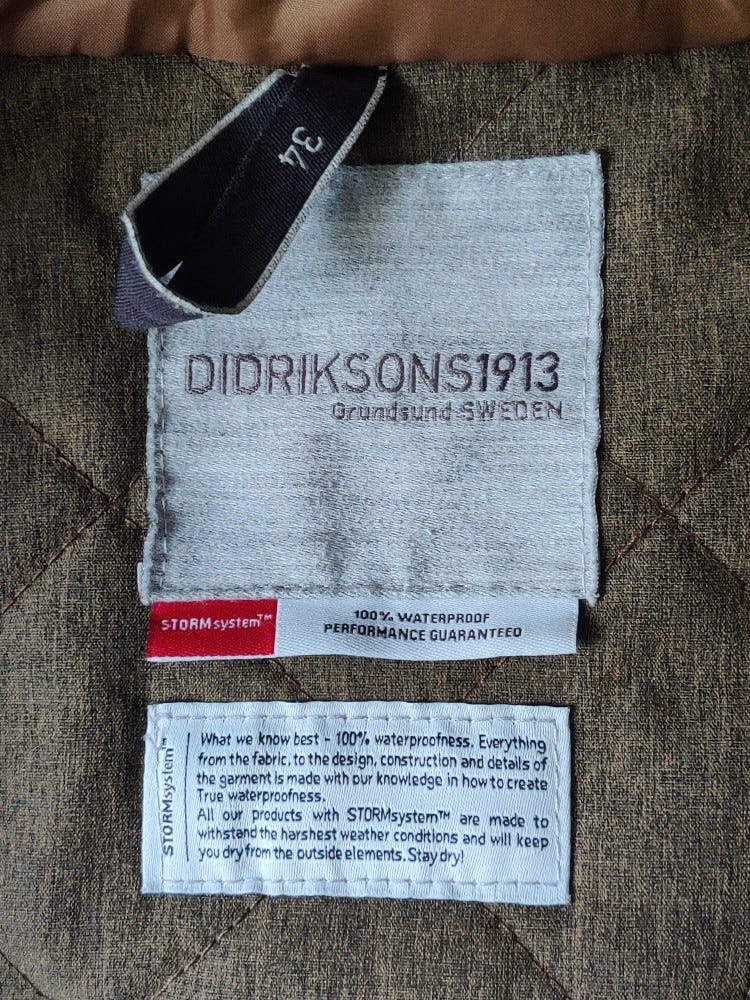 34
DIDRIKSONS1913
Grundsund SWEDEN
STORMsystem™
100% WATERPROOF
PERFORMANCE GUARANTEED
STORMsystem™
What we know best - 100% waterproofness. Everything
from the fabric, to the design, construction and details of
the garment is made with our knowledge in how to create
True waterproofness.
All our products with STORMsystem™ are made to
withstand the harshest weather conditions and will keep
you dry from the outside elements. Stay dry!